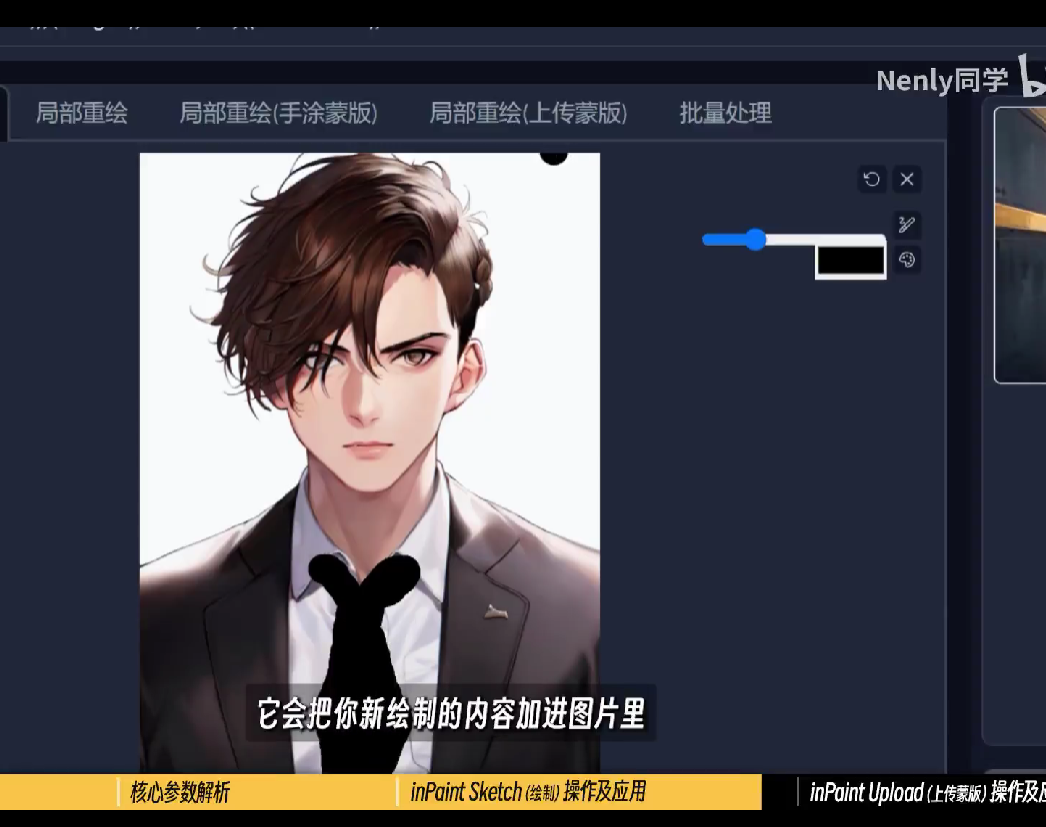 Nenly同学
局部重绘
局部重绘(手涂蒙版)
局部重绘(上传蒙版)
批量处理
它会把你新绘制的内容加进图片里
核心参数解析
inPaint Sketch (绘制) 操作及应用
inPaint Upload (上传蒙版) 操作及